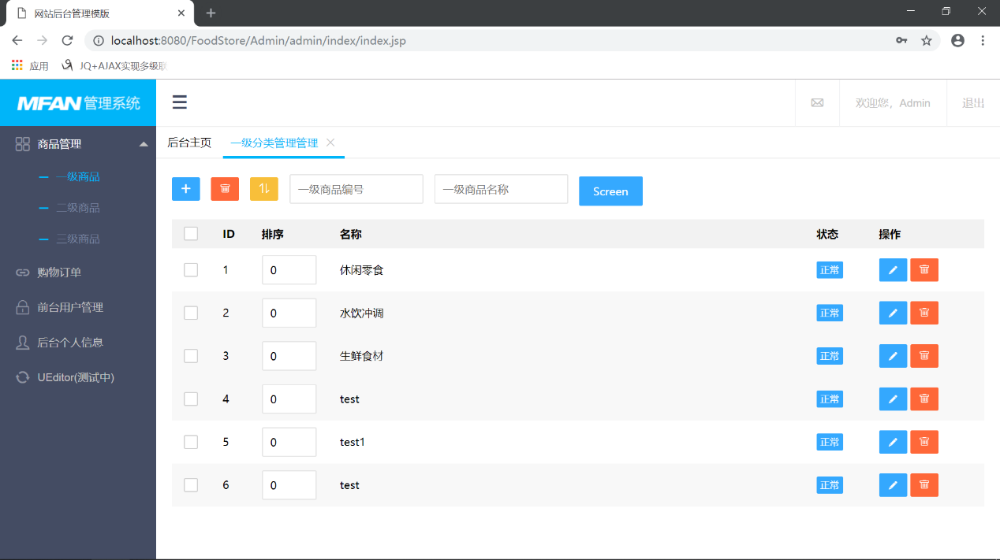 网站后台管理模版
localhost:8080/FoodStore/Admin/admin/index/index.jsp
应用 JQ+AJAX实现多级联
MFAN管理系统
欢迎您，Admin 退出
商品管理
一级商品
二级商品
三级商品
购物订单
前台用户管理
后台个人信息
UEditor(测试中)
后台主页 一级分类管理管理
一级商品编号 一级商品名称 Screen
ID 排序 名称 状态 操作
1 0 休闲零食 正常
2 0 水饮冲调 正常
3 0 生鲜食材 正常
4 0 test 正常
5 0 test1 正常
6 0 test 正常